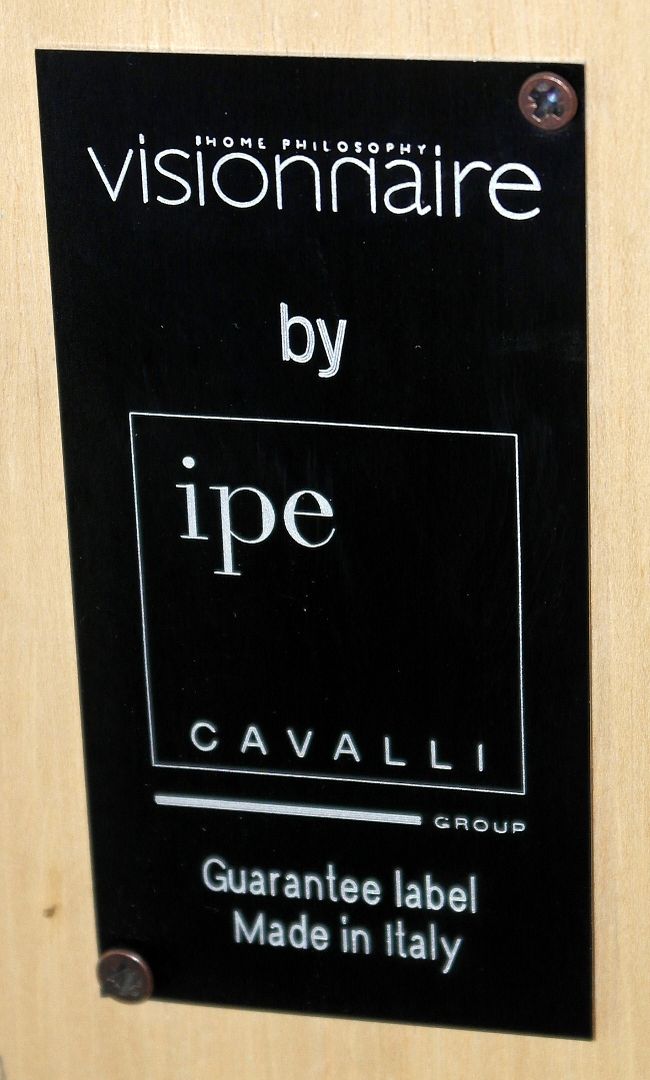 HOME PHILOSOPHY
visionnaire
by
ipe
CAVALLI
GROUP
Guarantee label
Made in Italy